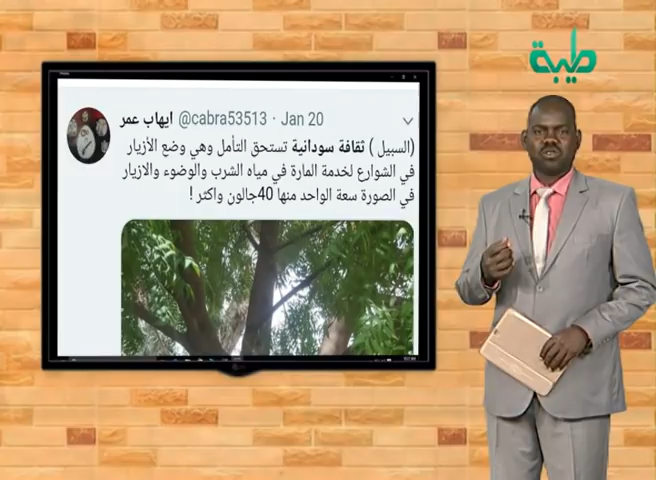 طيبة
ايهاب عمر @cabra53513 · Jan 20
(السبيل ) ثقافة سودانية تستحق التأمل وهي وضع الأزيار
في الشوارع لخدمة المارة في مياه الشرب والوضوء والازيار
في الصورة سعة الواحد منها 40جالون واكثر !